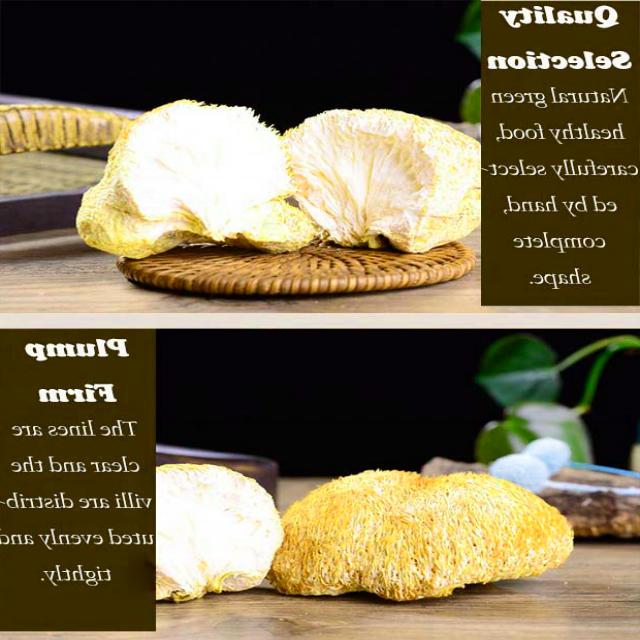 Quality
Selection
Natural green
healthy food,
carefully select-
ed by hand,
complete
shape.
Plump
Firm
The lines are
clear and the
villi are distrib-
uted evenly and
tightly.